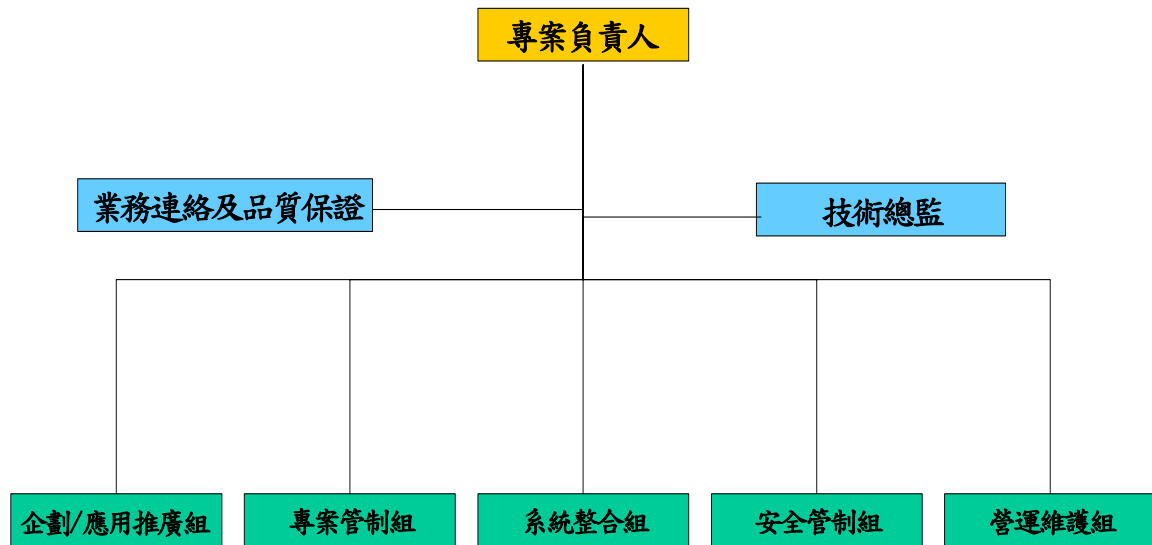 專案負責人
業務連絡及品質保證
技術總監
企劃/應用推廣組
專案管制組
系統整合組
安全管制組
營運維護組